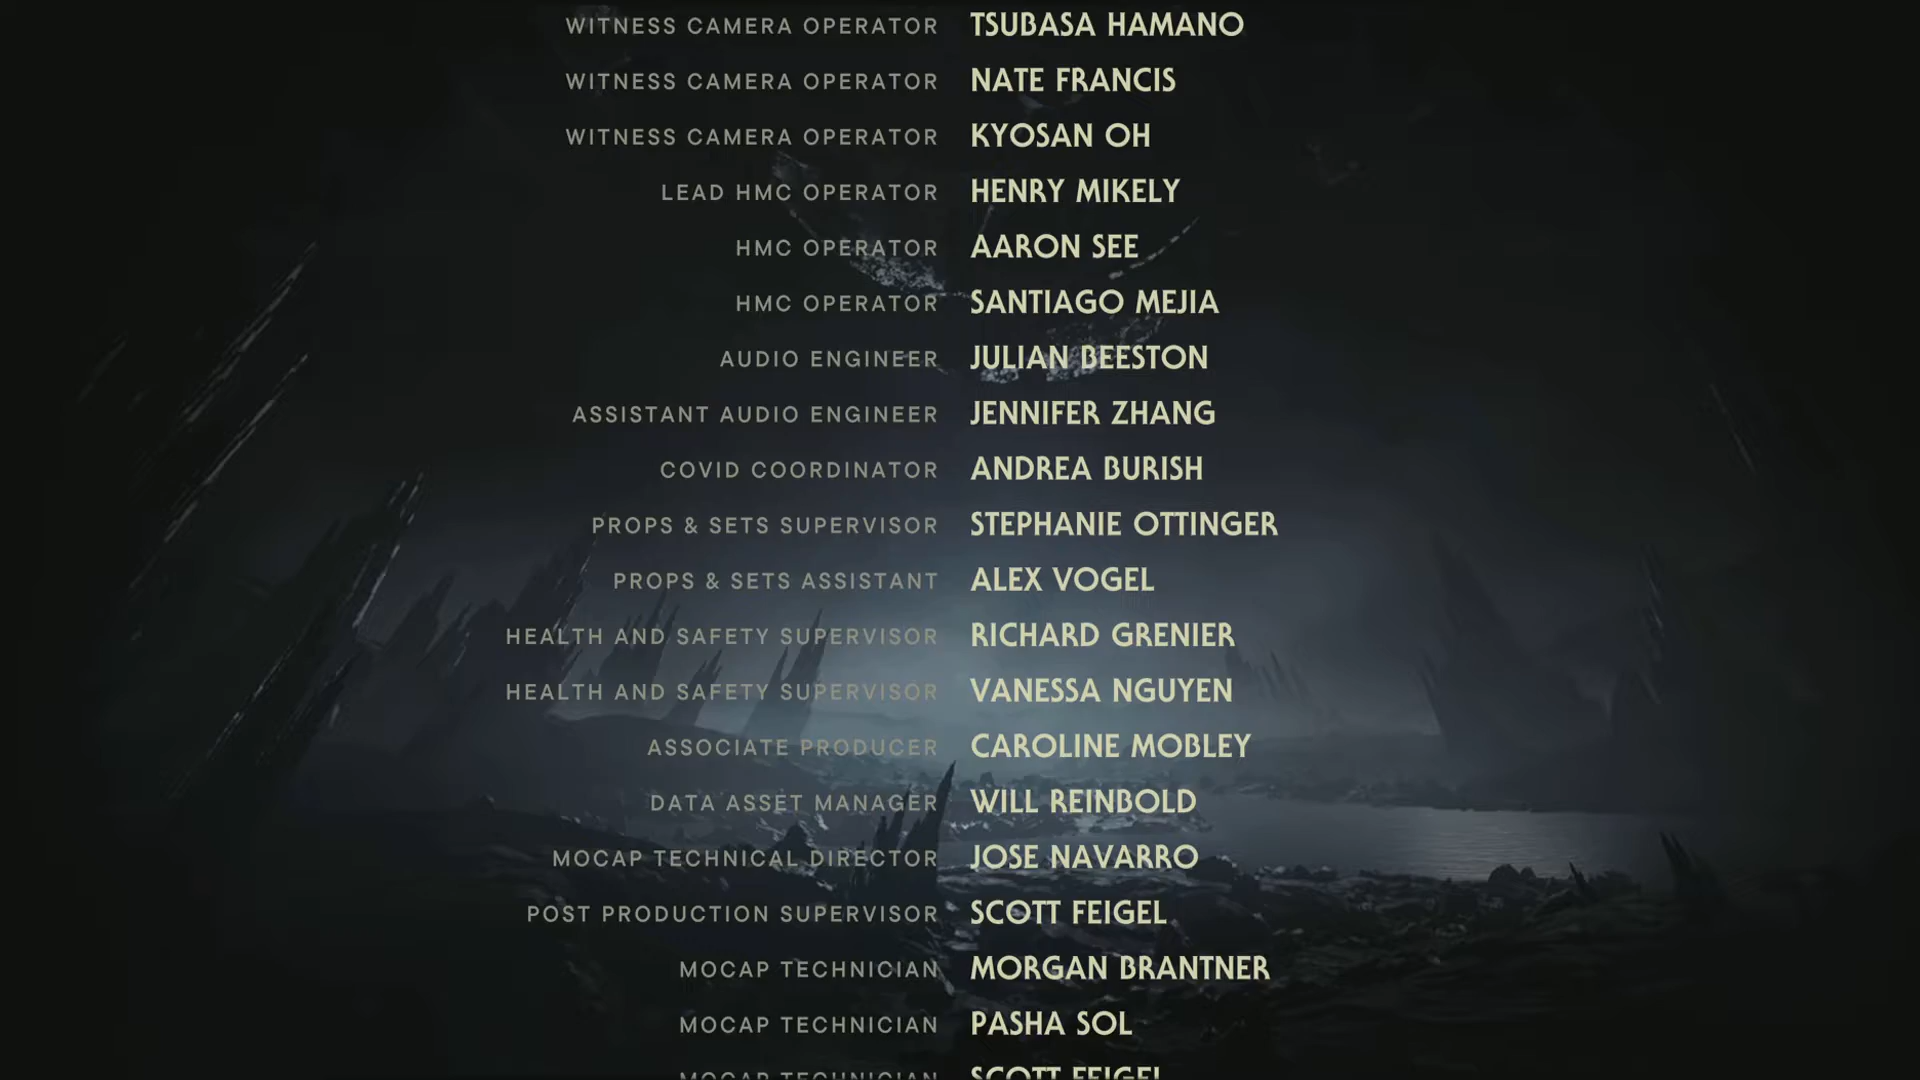 WITNESS CAMERA OPERATOR TSUBASA HAMANO
WITNESS CAMERA OPERATOR NATE FRANCIS
WITNESS CAMERA OPERATOR KYOSAN OH
LEAD HMC OPERATOR HENRY MIKELY
HMC OPERATOR AARON SEE
HMC OPERATOR SANTIAGO MEJIA
AUDIO ENGINEER JULIAN BEESTON
ASSISTANT AUDIO ENGINEER JENNIFER ZHANG
COVID COORDINATOR ANDREA BURISH
PROPS & SETS SUPERVISOR STEPHANIE OTTINGER
PROPS & SETS ASSISTANT ALEX VOGEL
HEALTH AND SAFETY SUPERVISOR RICHARD GRENIER
HEALTH AND SAFETY SUPERVISOR VANESSA NGUYEN
ASSOCIATE PRODUCER CAROLINE MOBLEY
DATA ASSET MANAGER WILL REINBOLD
MOCAP TECHNICAL DIRECTOR JOSE NAVARRO
POST PRODUCTION SUPERVISOR SCOTT FEIGEL
MOCAP TECHNICIAN MORGAN BRANTNER
MOCAP TECHNICIAN PASHA SOL
MOCAP TECHNICIAN SCOTT FEIGEL